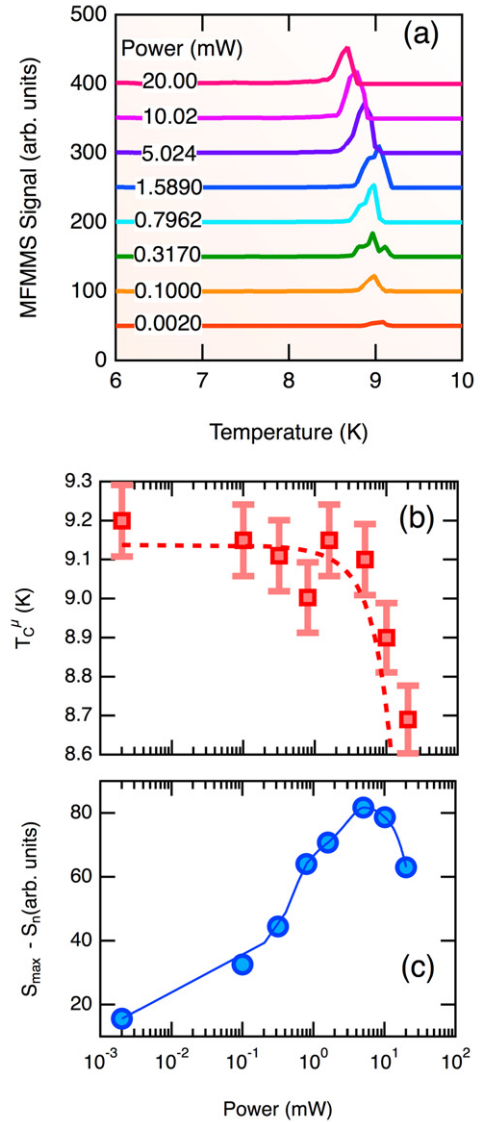 500
400
300
200
100
0
MFMMS Signal (arb. units)
(a)
Power (mW)
20.00
10.02
5.024
1.5890
0.7962
0.3170
0.1000
0.0020
6 7 8 9 10
Temperature (K)
9.3
9.2
9.1
9.0
8.9
8.8
8.7
8.6
T_C^μ (K)
(b)
80
60
40
20
S_max - S_n(arb. units)
(c)
10^-3 10^-2 10^-1 10^0 10^1 10^2
Power (mW)